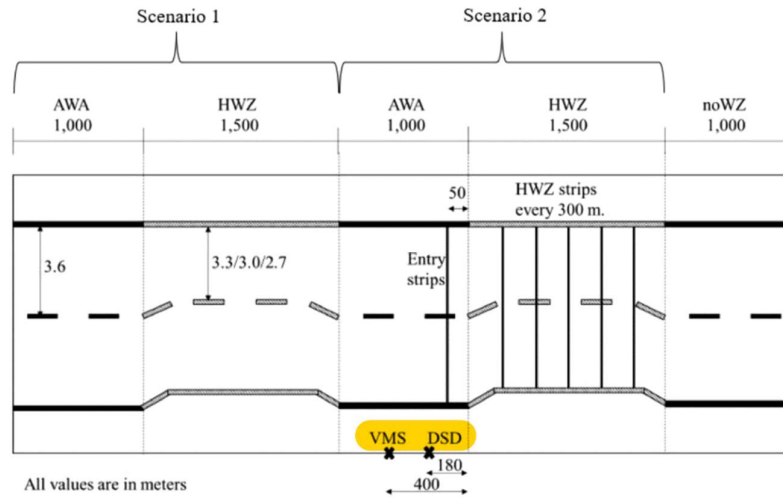 Scenario 1
Scenario 2
AWA
1,000
HWZ
1,500
AWA
1,000
HWZ
1,500
noWZ
1,000
50
HWZ strips
every 300 m.
3.6
3.3/3.0/2.7
Entry
strips
VMS
DSD
180
400
All values are in meters